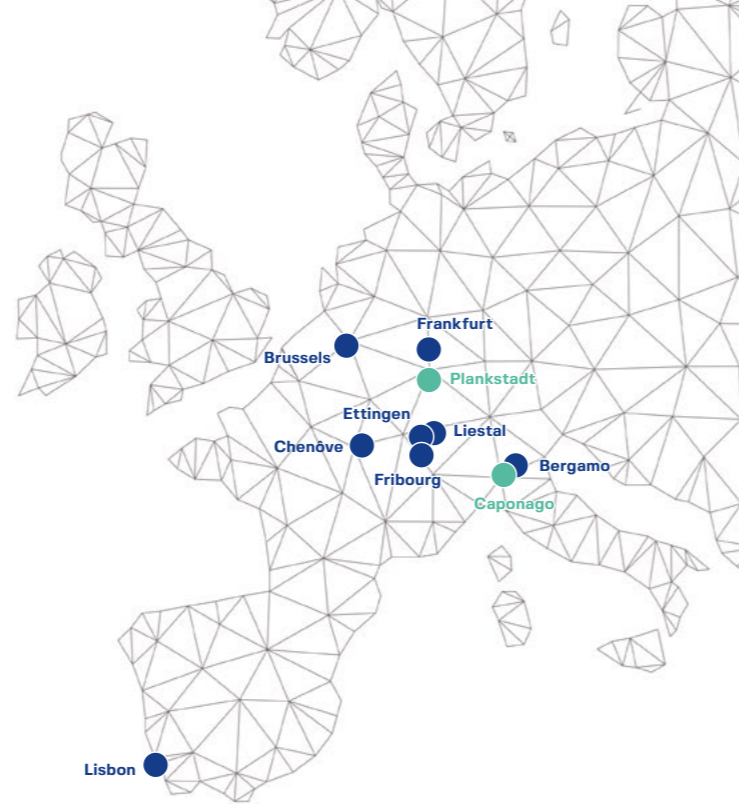 Frankfurt
Brussels
Plankstadt
Ettingen
Liestal
Chenôve
Bergamo
Fribourg
Caponago
Lisbon